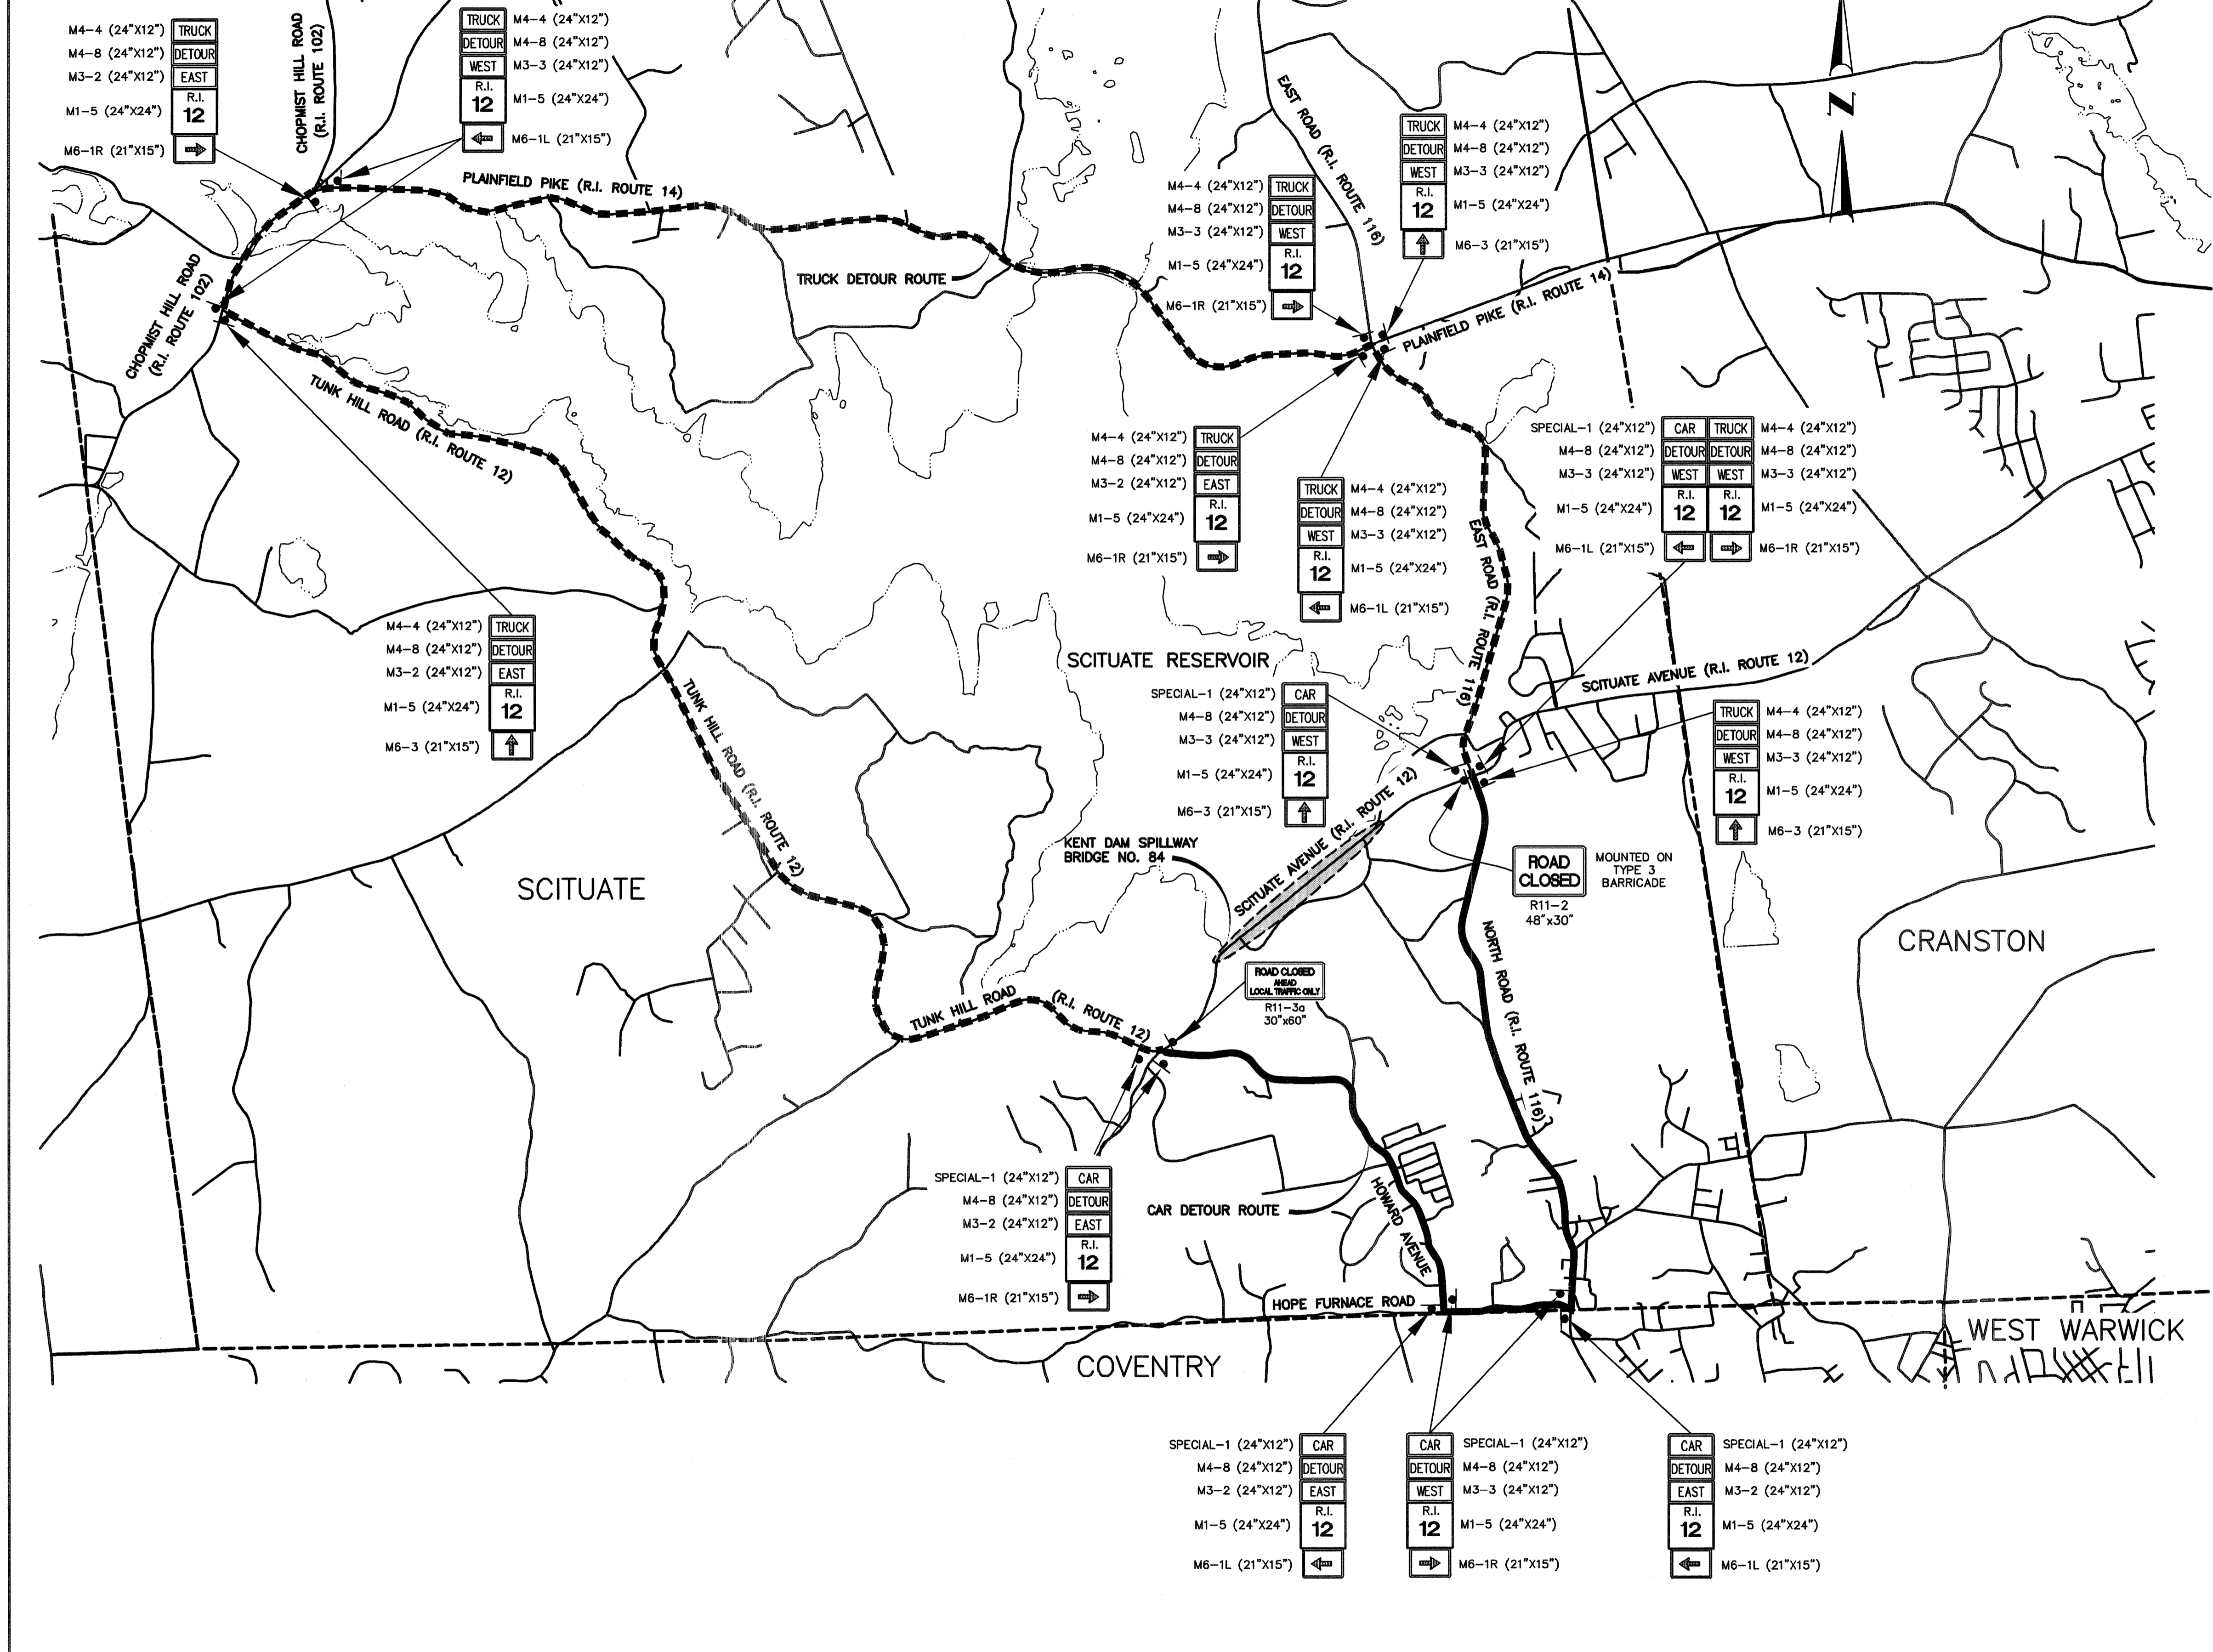 M4-4 (24"X12") TRUCK
M4-8 (24"X12") DETOUR
M3-2 (24"X12") EAST
M1-5 (24"X24") R.I. 12
M6-1R (21"X15")
CHOPMIST HILL ROAD
(R.I. ROUTE 102)
TRUCK M4-4 (24"X12")
DETOUR M4-8 (24"X12")
WEST M3-3 (24"X12")
R.I. 12 M1-5 (24"X24")
M6-1L (21"X15")
PLAINFIELD PIKE (R.I. ROUTE 14)
TRUCK DETOUR ROUTE
CHOPMIST HILL ROAD
(R.I. ROUTE 102)
TUNK HILL ROAD (R.I. ROUTE 12)
EAST ROAD (R.I. ROUTE 116)
N
M4-4 (24"X12") TRUCK
M4-8 (24"X12") DETOUR
M3-3 (24"X12") WEST
M1-5 (24"X24") R.I. 12
M6-1R (21"X15")
TRUCK M4-4 (24"X12")
DETOUR M4-8 (24"X12")
WEST M3-3 (24"X12")
R.I. 12 M1-5 (24"X24")
M6-3 (21"X15")
PLAINFIELD PIKE (R.I. ROUTE 14)
M4-4 (24"X12") TRUCK
M4-8 (24"X12") DETOUR
M3-2 (24"X12") EAST
M1-5 (24"X24") R.I. 12
M6-1R (21"X15")
TRUCK M4-4 (24"X12")
DETOUR M4-8 (24"X12")
WEST M3-3 (24"X12")
R.I. 12 M1-5 (24"X24")
M6-1L (21"X15")
EAST ROAD (R.I. ROUTE 116)
SPECIAL-1 (24"X12") CAR TRUCK M4-4 (24"X12")
M4-8 (24"X12") DETOUR DETOUR M4-8 (24"X12")
M3-3 (24"X12") WEST WEST M3-3 (24"X12")
M1-5 (24"X24") R.I. 12 R.I. 12 M1-5 (24"X24")
M6-1L (21"X15") M6-1R (21"X15")
M4-4 (24"X12") TRUCK
M4-8 (24"X12") DETOUR
M3-2 (24"X12") EAST
M1-5 (24"X24") R.I. 12
M6-3 (21"X15")
TUNK HILL ROAD (R.I. ROUTE 12)
SCITUATE RESERVOIR
SCITUATE AVENUE (R.I. ROUTE 12)
SPECIAL-1 (24"X12") CAR
M4-8 (24"X12") DETOUR
M3-3 (24"X12") WEST
M1-5 (24"X24") R.I. 12
M6-3 (21"X15")
TRUCK M4-4 (24"X12")
DETOUR M4-8 (24"X12")
WEST M3-3 (24"X12")
R.I. 12 M1-5 (24"X24")
M6-3 (21"X15")
KENT DAM SPILLWAY
BRIDGE NO. 84
SCITUATE AVENUE (R.I. ROUTE 12)
ROAD
CLOSED
R11-2
48"x30"
MOUNTED ON
TYPE 3
BARRICADE
SCITUATE
CRANSTON
NORTH ROAD (R.I. ROUTE 116)
ROAD CLOSED
AHEAD
LOCAL TRAFFIC ONLY
R11-3a
30"x60"
TUNK HILL ROAD (R.I. ROUTE 12)
SPECIAL-1 (24"X12") CAR
M4-8 (24"X12") DETOUR
M3-2 (24"X12") EAST
M1-5 (24"X24") R.I. 12
M6-1R (21"X15")
CAR DETOUR ROUTE
HOWARD AVENUE
HOPE FURNACE ROAD
COVENTRY
WEST WARWICK
SPECIAL-1 (24"X12") CAR
M4-8 (24"X12") DETOUR
M3-2 (24"X12") EAST
M1-5 (24"X24") R.I. 12
M6-1L (21"X15")
CAR SPECIAL-1 (24"X12")
DETOUR M4-8 (24"X12")
WEST M3-3 (24"X12")
R.I. 12 M1-5 (24"X24")
M6-1R (21"X15")
CAR SPECIAL-1 (24"X12")
DETOUR M4-8 (24"X12")
EAST M3-2 (24"X12")
R.I. 12 M1-5 (24"X24")
M6-1L (21"X15")